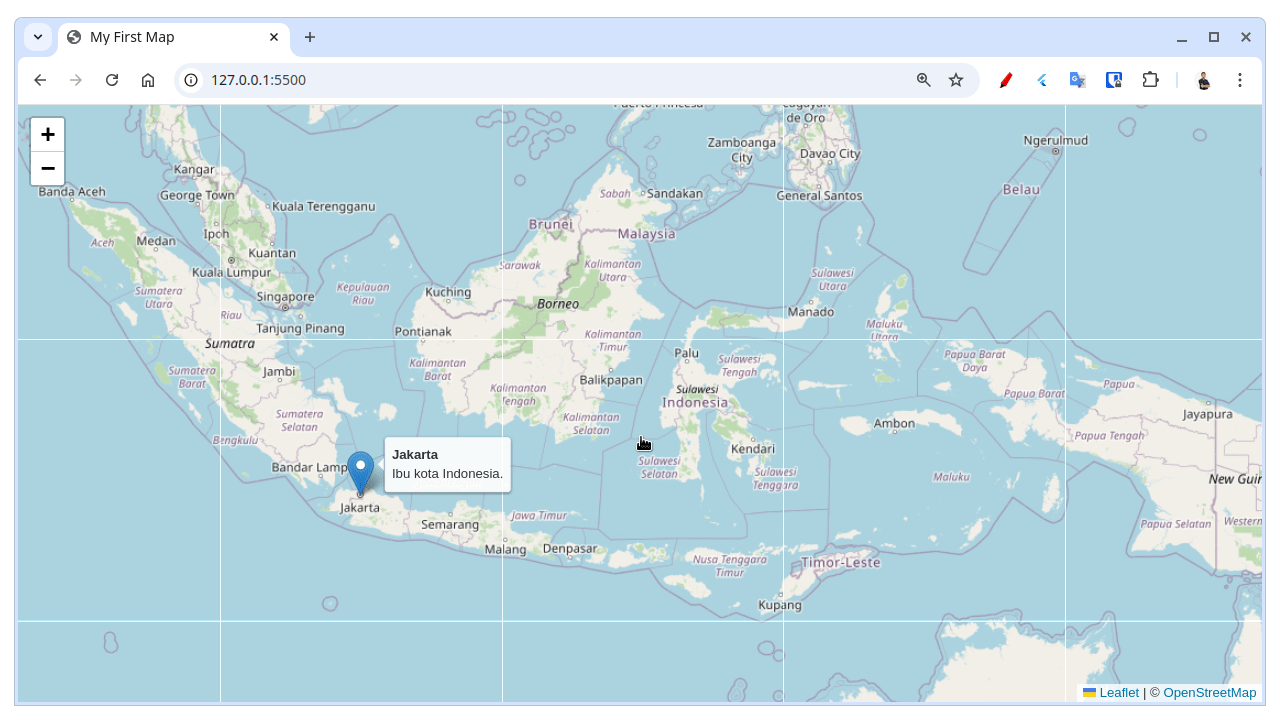 My First Map
127.0.0.1:5500
+
−
Puerto Princesa
Cagayan
de Oro
Zamboanga
City
Davao City
General Santos
Ngerulmud
Belau
Kangar
Banda Aceh
George Town
Kuala Terengganu
Sabah
Sandakan
Brunei
Malaysia
Ipoh
Aceh
Medan
Kuantan
Kuala Lumpur
Sarawak
Kalimantan
Utara
Sulawesi
Utara
Sumatera
Utara
Singapore
Kepulauan
Riau
Kuching
Borneo
Riau
Tanjung Pinang
Pontianak
Manado
Maluku
Utara
Sumatra
Kalimantan
Timur
Palu
Sulawesi
Tengah
Papua Barat
Daya
Sumatera
Barat
Jambi
Kalimantan
Barat
Balikpapan
Sulawesi
Indonesia
Papua Barat
Papua
Kalimantan
Tengah
Sumatera
Selatan
Kalimantan
Selatan
Ambon
Jayapura
Bengkulu
Papua Tengah
Kendari
Jakarta
Ibu kota Indonesia.
Bandar Lamp
Sulawesi
Selatan
Sulawesi
Tenggara
Maluku
New Guin
Jakarta
Semarang
Jawa Timur
Papua Selatan
Western
Malang
Denpasar
Nusa Tenggara
Timur
Timor-Leste
Kupang
Leaflet | © OpenStreetMap